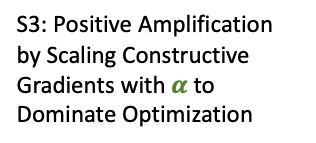 S3: Positive Amplification
by Scaling Constructive
Gradients with α to
Dominate Optimization